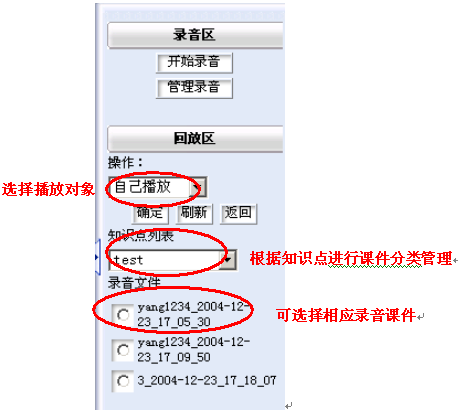 录音区
开始录音
管理录音
回放区
操作：
选择播放对象
自己播放
确定 刷新 返回
知识点列表
test
根据知识点进行课件分类管理
录音文件
yang1234_2004-12-
23_17_05_30
可选择相应录音课件
yang1234_2004-12-
23_17_09_50
3_2004-12-23_17_18_07